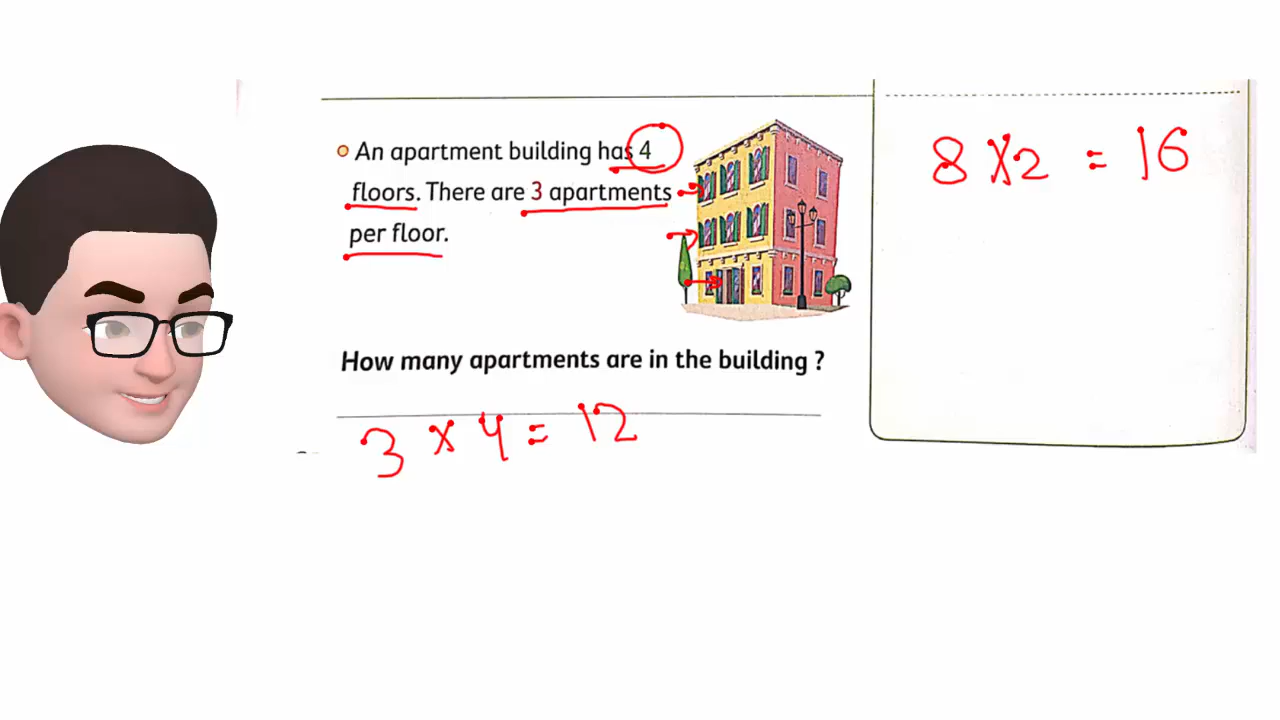 An apartment building has 4
floors. There are 3 apartments
per floor.
How many apartments are in the building ?
3 x 4 = 12
8 x 2 = 16